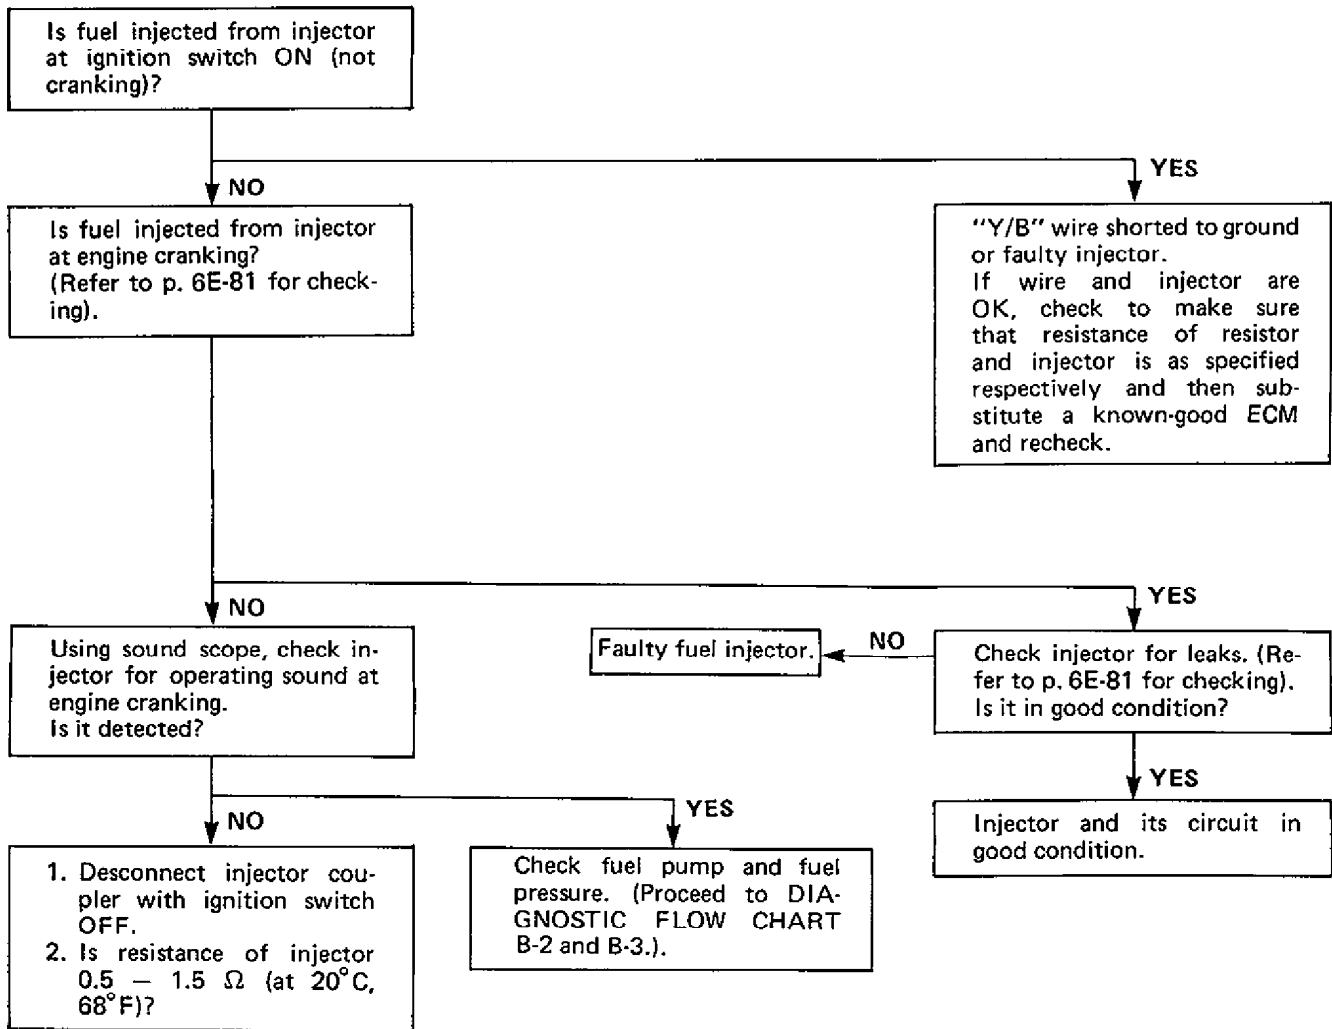 Is fuel injected from injector
at ignition switch ON (not
cranking)?
NO
YES
Is fuel injected from injector
at engine cranking?
(Refer to p. 6E-81 for check-
ing).
"Y/B" wire shorted to ground
or faulty injector.
If wire and injector are
OK, check to make sure
that resistance of resistor
and injector is as specified
respectively and then sub-
stitute a known-good ECM
and recheck.
NO
YES
Using sound scope, check in-
jector for operating sound at
engine cranking.
Is it detected?
Faulty fuel injector.
NO
Check injector for leaks. (Re-
fer to p. 6E-81 for checking).
Is it in good condition?
NO
YES
YES
1. Desconnect injector cou-
pler with ignition switch
OFF.
2. Is resistance of injector
0.5 – 1.5 Ω (at 20°C,
68°F)?
Check fuel pump and fuel
pressure. (Proceed to DIA-
GNOSTIC FLOW CHART
B-2 and B-3.).
Injector and its circuit in
good condition.